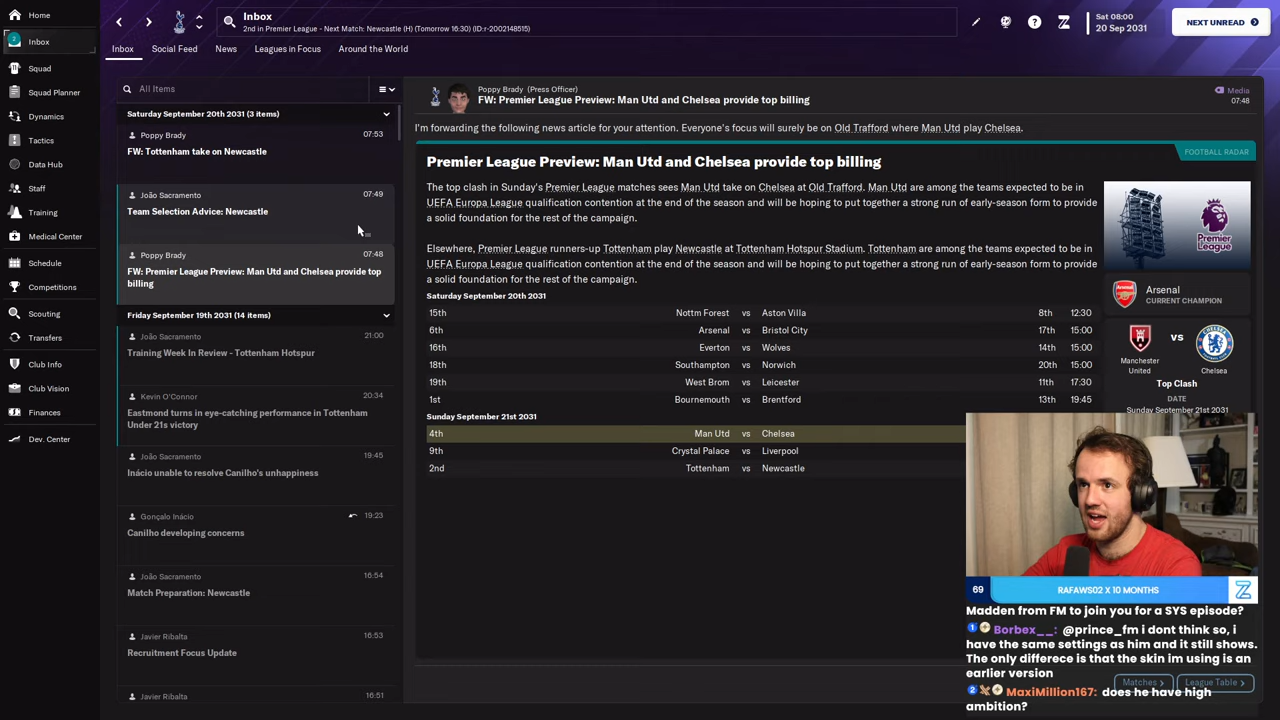 Home
Inbox
2
Squad
Squad Planner
Dynamics
Tactics
Data Hub
Staff
Training
Medical Center
Schedule
Competitions
Scouting
Transfers
Club Info
Club Vision
Finances
Dev. Center
Inbox
2nd in Premier League - Next Match: Newcastle (H) (Tomorrow 16:30) (ID:r-2002148515)
Sat 08:00
20 Sep 2031
NEXT UNREAD
Inbox
Social Feed
News
Leagues in Focus
Around the World
All Items
Saturday September 20th 2031 (3 items)
Poppy Brady 07:53
FW: Tottenham take on Newcastle
João Sacramento 07:49
Team Selection Advice: Newcastle
Poppy Brady 07:48
FW: Premier League Preview: Man Utd and Chelsea provide top
billing
Friday September 19th 2031 (14 items)
João Sacramento 21:00
Training Week In Review - Tottenham Hotspur
Kevin O'Connor 20:34
Eastmond turns in eye-catching performance in Tottenham
Under 21s victory
João Sacramento 19:45
Inácio unable to resolve Canilho's unhappiness
Gonçalo Inácio 19:23
Canilho developing concerns
João Sacramento 16:54
Match Preparation: Newcastle
Javier Ribalta 16:53
Recruitment Focus Update
Javier Ribalta 16:51
Poppy Brady (Press Officer)
FW: Premier League Preview: Man Utd and Chelsea provide top billing
Media
07:48
I'm forwarding the following news article for your attention. Everyone's focus will surely be on Old Trafford where Man Utd play Chelsea.
FOOTBALL RADAR
Premier League Preview: Man Utd and Chelsea provide top billing
The top clash in Sunday's Premier League matches sees Man Utd take on Chelsea at Old Trafford. Man Utd are among the teams expected to be in
UEFA Europa League qualification contention at the end of the season and will be hoping to put together a strong run of early-season form to provide
a solid foundation for the rest of the campaign.
Elsewhere, Premier League runners-up Tottenham play Newcastle at Tottenham Hotspur Stadium. Tottenham are among the teams expected to be in
UEFA Europa League qualification contention at the end of the season and will be hoping to put together a strong run of early-season form to provide
a solid foundation for the rest of the campaign.
Saturday September 20th 2031
15th Nottm Forest vs Aston Villa 8th 12:30
6th Arsenal vs Bristol City 17th 15:00
16th Everton vs Wolves 14th 15:00
18th Southampton vs Norwich 20th 15:00
19th West Brom vs Leicester 11th 17:30
1st Bournemouth vs Brentford 13th 19:45
Sunday September 21st 2031
4th Man Utd vs Chelsea
9th Crystal Palace vs Liverpool
2nd Tottenham vs Newcastle
Premier
League
Arsenal
CURRENT CHAMPION
VS
Manchester
United
Chelsea
Top Clash
DATE
Sunday September 21st 2031
69 RAFAWS02 X 10 MONTHS
Madden from FM to join you for a SYS episode?
Borbex__: @prince_fm i dont think so, i
have the same settings as him and it still shows.
The only differece is that the skin im using is an
earlier version
MaxiMillion167: does he have high
ambition?
Matches >
League Table >